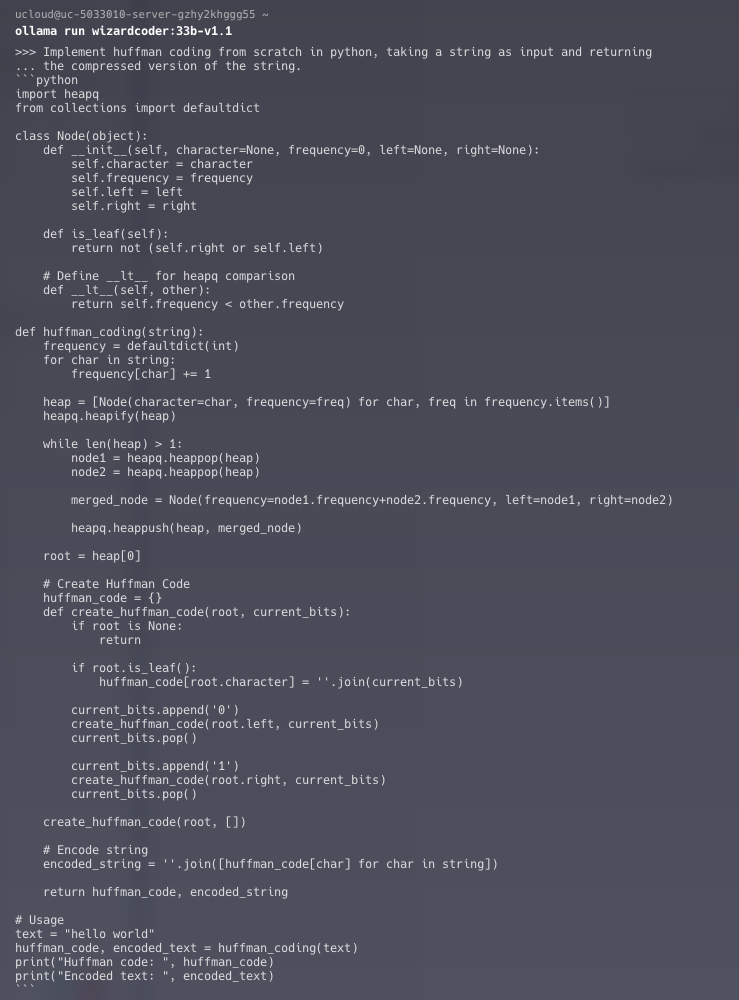 ucloud@uc-5033010-server-gzhy2khggg55 ~
ollama run wizardcoder:33b-v1.1
>>> Implement huffman coding from scratch in python, taking a string as input and returning
... the compressed version of the string.
```python
import heapq
from collections import defaultdict

class Node(object):
    def __init__(self, character=None, frequency=0, left=None, right=None):
        self.character = character
        self.frequency = frequency
        self.left = left
        self.right = right

    def is_leaf(self):
        return not (self.right or self.left)

    # Define __lt__ for heapq comparison
    def __lt__(self, other):
        return self.frequency < other.frequency

def huffman_coding(string):
    frequency = defaultdict(int)
    for char in string:
        frequency[char] += 1

    heap = [Node(character=char, frequency=freq) for char, freq in frequency.items()]
    heapq.heapify(heap)

    while len(heap) > 1:
        node1 = heapq.heappop(heap)
        node2 = heapq.heappop(heap)

        merged_node = Node(frequency=node1.frequency+node2.frequency, left=node1, right=node2)

        heapq.heappush(heap, merged_node)

    root = heap[0]

    # Create Huffman Code
    huffman_code = {}
    def create_huffman_code(root, current_bits):
        if root is None:
            return

        if root.is_leaf():
            huffman_code[root.character] = ''.join(current_bits)

        current_bits.append('0')
        create_huffman_code(root.left, current_bits)
        current_bits.pop()

        current_bits.append('1')
        create_huffman_code(root.right, current_bits)
        current_bits.pop()

    create_huffman_code(root, [])

    # Encode string
    encoded_string = ''.join([huffman_code[char] for char in string])

    return huffman_code, encoded_string

# Usage
text = "hello world"
huffman_code, encoded_text = huffman_coding(text)
print("Huffman code: ", huffman_code)
print("Encoded text: ", encoded_text)
```